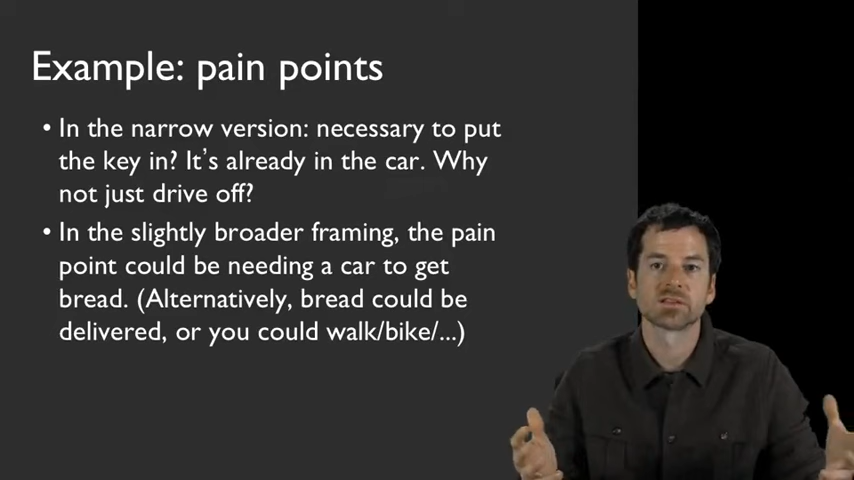 Example: pain points
• In the narrow version: necessary to put
the key in? It's already in the car. Why
not just drive off?
• In the slightly broader framing, the pain
point could be needing a car to get
bread. (Alternatively, bread could be
delivered, or you could walk/bike/...)